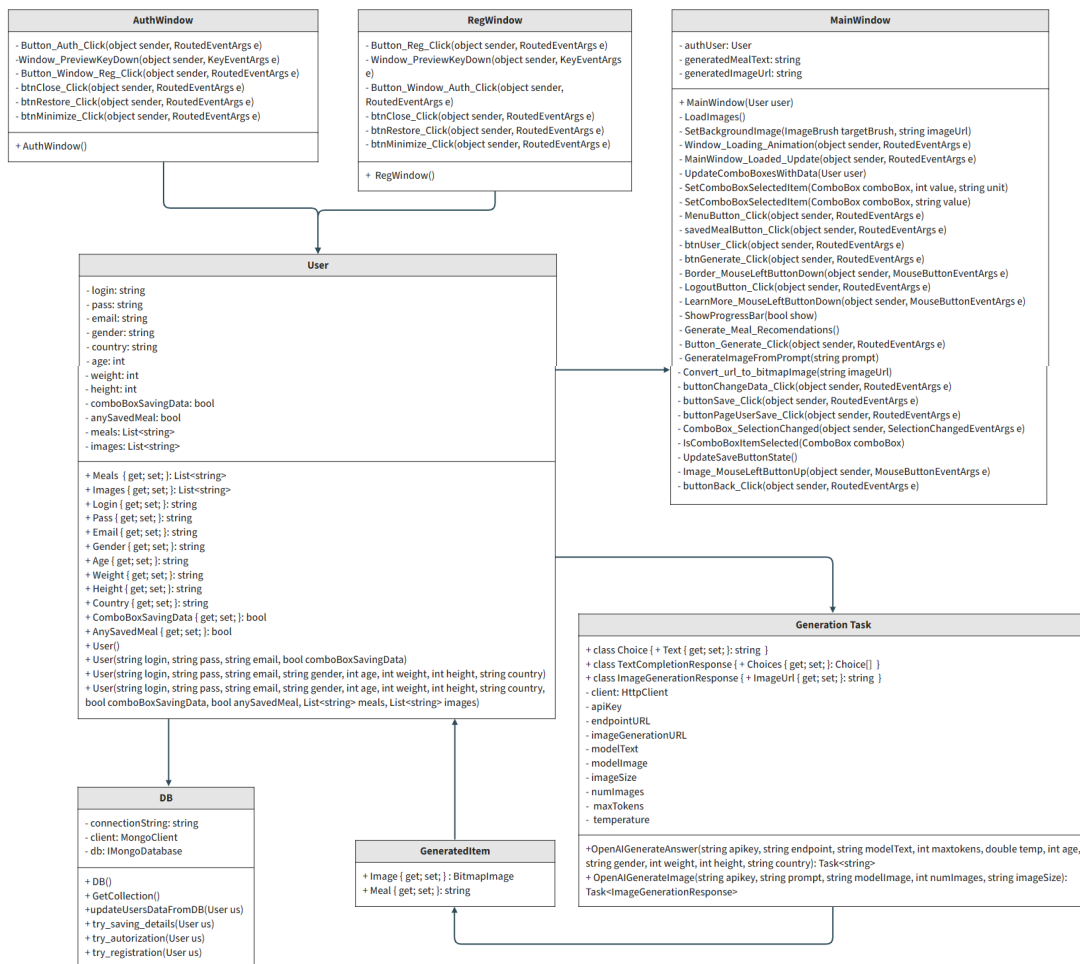 AuthWindow
- Button_Auth_Click(object sender, RoutedEventArgs e)
-Window_PreviewKeyDown(object sender, KeyEventArgs e)
- Button_Window_Reg_Click(object sender, RoutedEventArgs e)
- btnClose_Click(object sender, RoutedEventArgs e)
- btnRestore_Click(object sender, RoutedEventArgs e)
- btnMinimize_Click(object sender, RoutedEventArgs e)
+ AuthWindow()
RegWindow
- Button_Reg_Click(object sender, RoutedEventArgs e)
- Window_PreviewKeyDown(object sender, KeyEventArgs
e)
- Button_Window_Auth_Click(object sender,
RoutedEventArgs e)
- btnClose_Click(object sender, RoutedEventArgs e)
- btnRestore_Click(object sender, RoutedEventArgs e)
- btnMinimize_Click(object sender, RoutedEventArgs e)
+ RegWindow()
MainWindow
- authUser: User
- generatedMealText: string
- generatedImageUrl: string
+ MainWindow(User user)
- LoadImages()
- SetBackgroundImage(ImageBrush targetBrush, string imageUrl)
- Window_Loading_Animation(object sender, RoutedEventArgs e)
- MainWindow_Loaded_Update(object sender, RoutedEventArgs e)
- UpdateComboBoxesWithData(User user)
- SetComboBoxSelectedItem(ComboBox comboBox, int value, string unit)
- SetComboBoxSelectedItem(ComboBox comboBox, string value)
- MenuButton_Click(object sender, RoutedEventArgs e)
- savedMealButton_Click(object sender, RoutedEventArgs e)
- btnUser_Click(object sender, RoutedEventArgs e)
- btnGenerate_Click(object sender, RoutedEventArgs e)
- Border_MouseLeftButtonDown(object sender, MouseButtonEventArgs e)
- LogoutButton_Click(object sender, RoutedEventArgs e)
- LearnMore_MouseLeftButtonDown(object sender, MouseButtonEventArgs e)
- ShowProgressBar(bool show)
- Generate_Meal_Recomendations()
- Button_Generate_Click(object sender, RoutedEventArgs e)
- GenerateImageFromPrompt(string prompt)
- Convert_url_to_bitmapImage(string imageUrl)
- buttonChangeData_Click(object sender, RoutedEventArgs e)
- buttonSave_Click(object sender, RoutedEventArgs e)
- buttonPageUserSave_Click(object sender, RoutedEventArgs e)
- ComboBox_SelectionChanged(object sender, SelectionChangedEventArgs e)
- IsComboBoxItemSelected(ComboBox comboBox)
- UpdateSaveButtonState()
- Image_MouseLeftButtonUp(object sender, MouseButtonEventArgs e)
- buttonBack_Click(object sender, RoutedEventArgs e)
User
- login: string
- pass: string
- email: string
- gender: string
- country: string
- age: int
- weight: int
- height: int
- comboBoxSavingData: bool
- anySavedMeal: bool
- meals: List<string>
- images: List<string>
+ Meals { get; set; }: List<string>
+ Images { get; set; }: List<string>
+ Login { get; set; }: string
+ Pass { get; set; }: string
+ Email { get; set; }: string
+ Gender { get; set; }: string
+ Age { get; set; }: string
+ Weight { get; set; }: string
+ Height { get; set; }: string
+ Country { get; set; }: string
+ ComboBoxSavingData { get; set; }: bool
+ AnySavedMeal { get; set; }: bool
+ User()
+ User(string login, string pass, string email, bool comboBoxSavingData)
+ User(string login, string pass, string email, string gender, int age, int weight, int height, string country)
+ User(string login, string pass, string email, string gender, int age, int weight, int height, string country,
bool comboBoxSavingData, bool anySavedMeal, List<string> meals, List<string> images)
Generation Task
+ class Choice { + Text { get; set; }: string }
+ class TextCompletionResponse { + Choices { get; set; }: Choice[] }
+ class ImageGenerationResponse { + ImageUrl { get; set; }: string }
- client: HttpClient
- apiKey
- endpointURL
- imageGenerationURL
- modelText
- modelImage
- imageSize
- numImages
- maxTokens
- temperature
+OpenAIGenerateAnswer(string apikey, string endpoint, string modelText, int maxtokens, double temp, int age,
string gender, int weight, int height, string country): Task<string>
+ OpenAIGenerateImage(string apikey, string prompt, string modelImage, int numImages, string imageSize):
Task<ImageGenerationResponse>
DB
- connectionString: string
- client: MongoClient
- db: IMongoDatabase
+ DB()
+ GetCollection()
+updateUsersDataFromDB(User us)
+ try_saving_details(User us)
+ try_autorization(User us)
+ try_registration(User us)
GeneratedItem
+ Image { get; set; } : BitmapImage
+ Meal { get; set; }: string